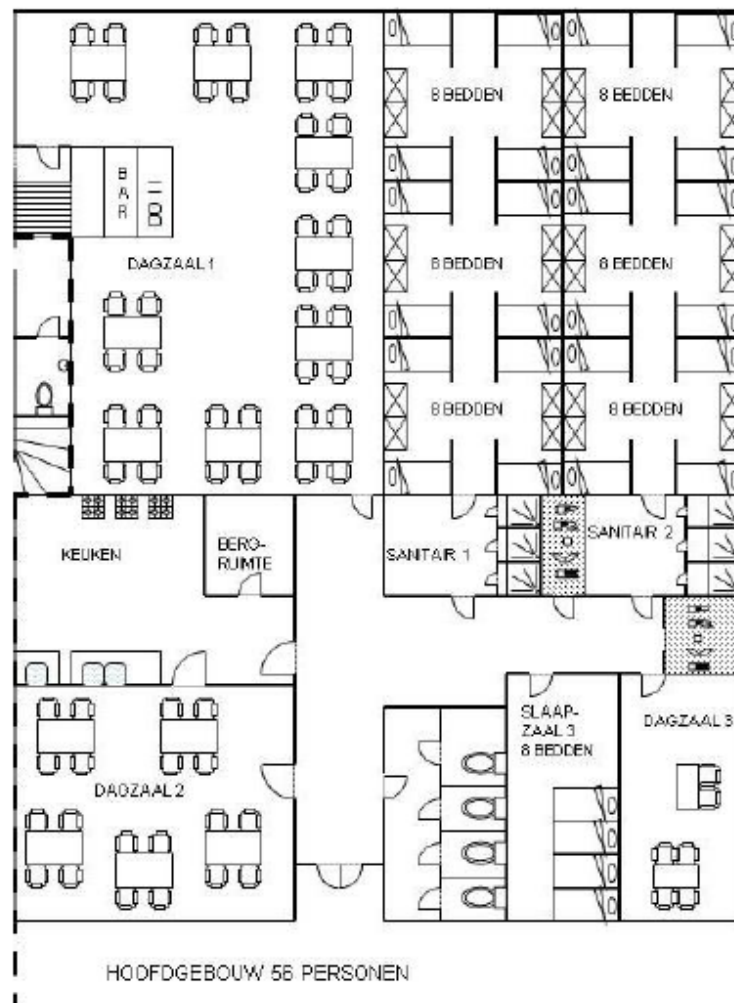 8 BEDDEN
8 BEDDEN
BAR
DAGZAAL 1
8 BEDDEN
8 BEDDEN
8 BEDDEN
8 BEDDEN
KEUKEN
BERG-
RUIMTE
SANITAIR 1
SANITAIR 2
SLAAP-
ZAAL 3
8 BEDDEN
DAGZAAL 3
DAGZAAL 2
HOOFDGEBOUW 56 PERSONEN